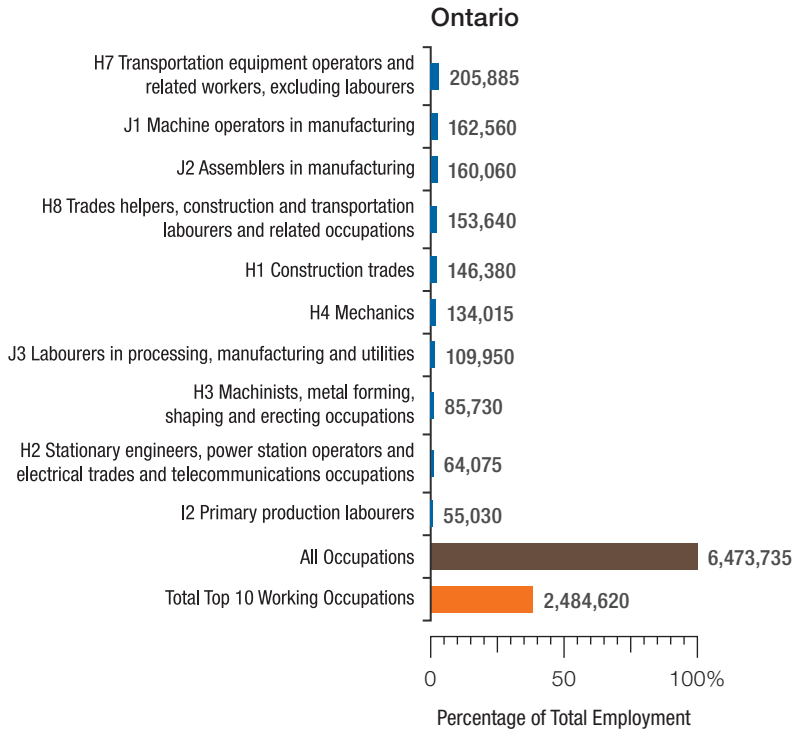 Ontario
H7 Transportation equipment operators and
related workers, excluding labourers
205,885
J1 Machine operators in manufacturing
162,560
J2 Assemblers in manufacturing
160,060
H8 Trades helpers, construction and transportation
labourers and related occupations
153,640
H1 Construction trades
146,380
H4 Mechanics
134,015
J3 Labourers in processing, manufacturing and utilities
109,950
H3 Machinists, metal forming,
shaping and erecting occupations
85,730
H2 Stationary engineers, power station operators and
electrical trades and telecommunications occupations
64,075
I2 Primary production labourers
55,030
All Occupations
6,473,735
Total Top 10 Working Occupations
2,484,620
0 50 100%
Percentage of Total Employment